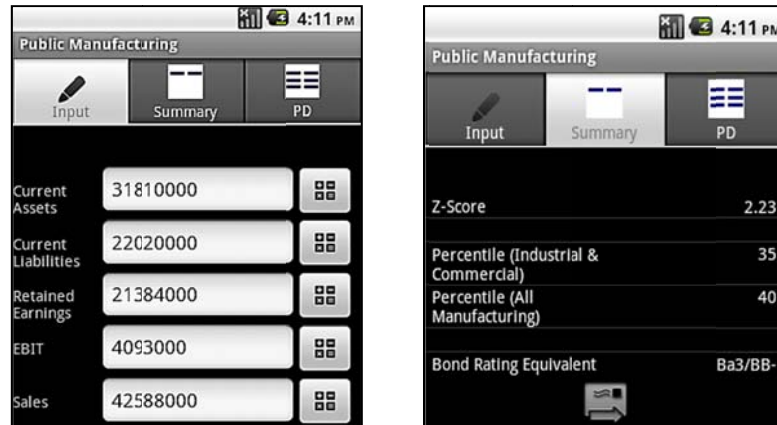 4:11 PM
Public Manufacturing
Input
Summary
PD
Current
Assets
31810000
Current
Liabilities
22020000
Retained
Earnings
21384000
EBIT
4093000
Sales
42588000
4:11 PM
Public Manufacturing
Input
Summary
PD
Z-Score 2.23
Percentile (Industrial & 35
Commercial)
Percentile (All 40
Manufacturing)
Bond Rating Equivalent Ba3/BB-